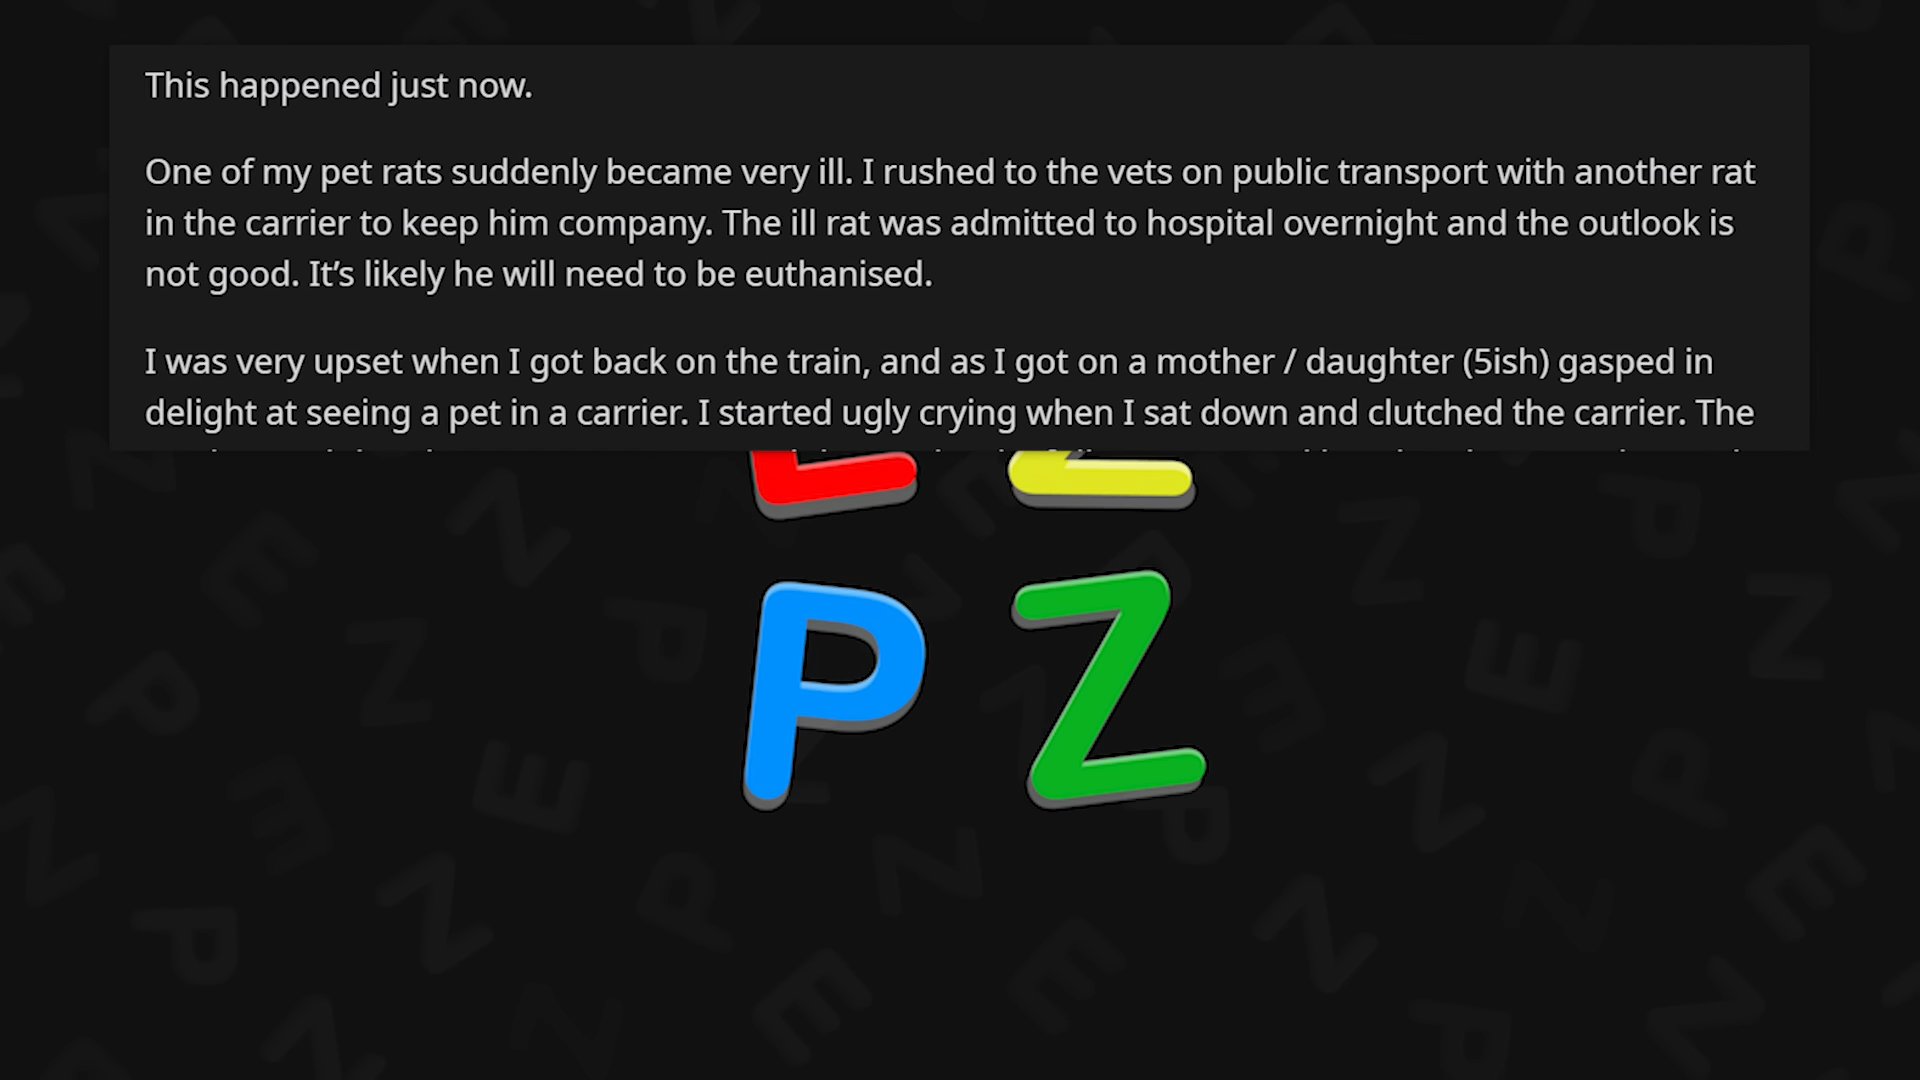 This happened just now.
One of my pet rats suddenly became very ill. I rushed to the vets on public transport with another rat
in the carrier to keep him company. The ill rat was admitted to hospital overnight and the outlook is
not good. It’s likely he will need to be euthanised.
I was very upset when I got back on the train, and as I got on a mother / daughter (5ish) gasped in
delight at seeing a pet in a carrier. I started ugly crying when I sat down and clutched the carrier. The
P Z